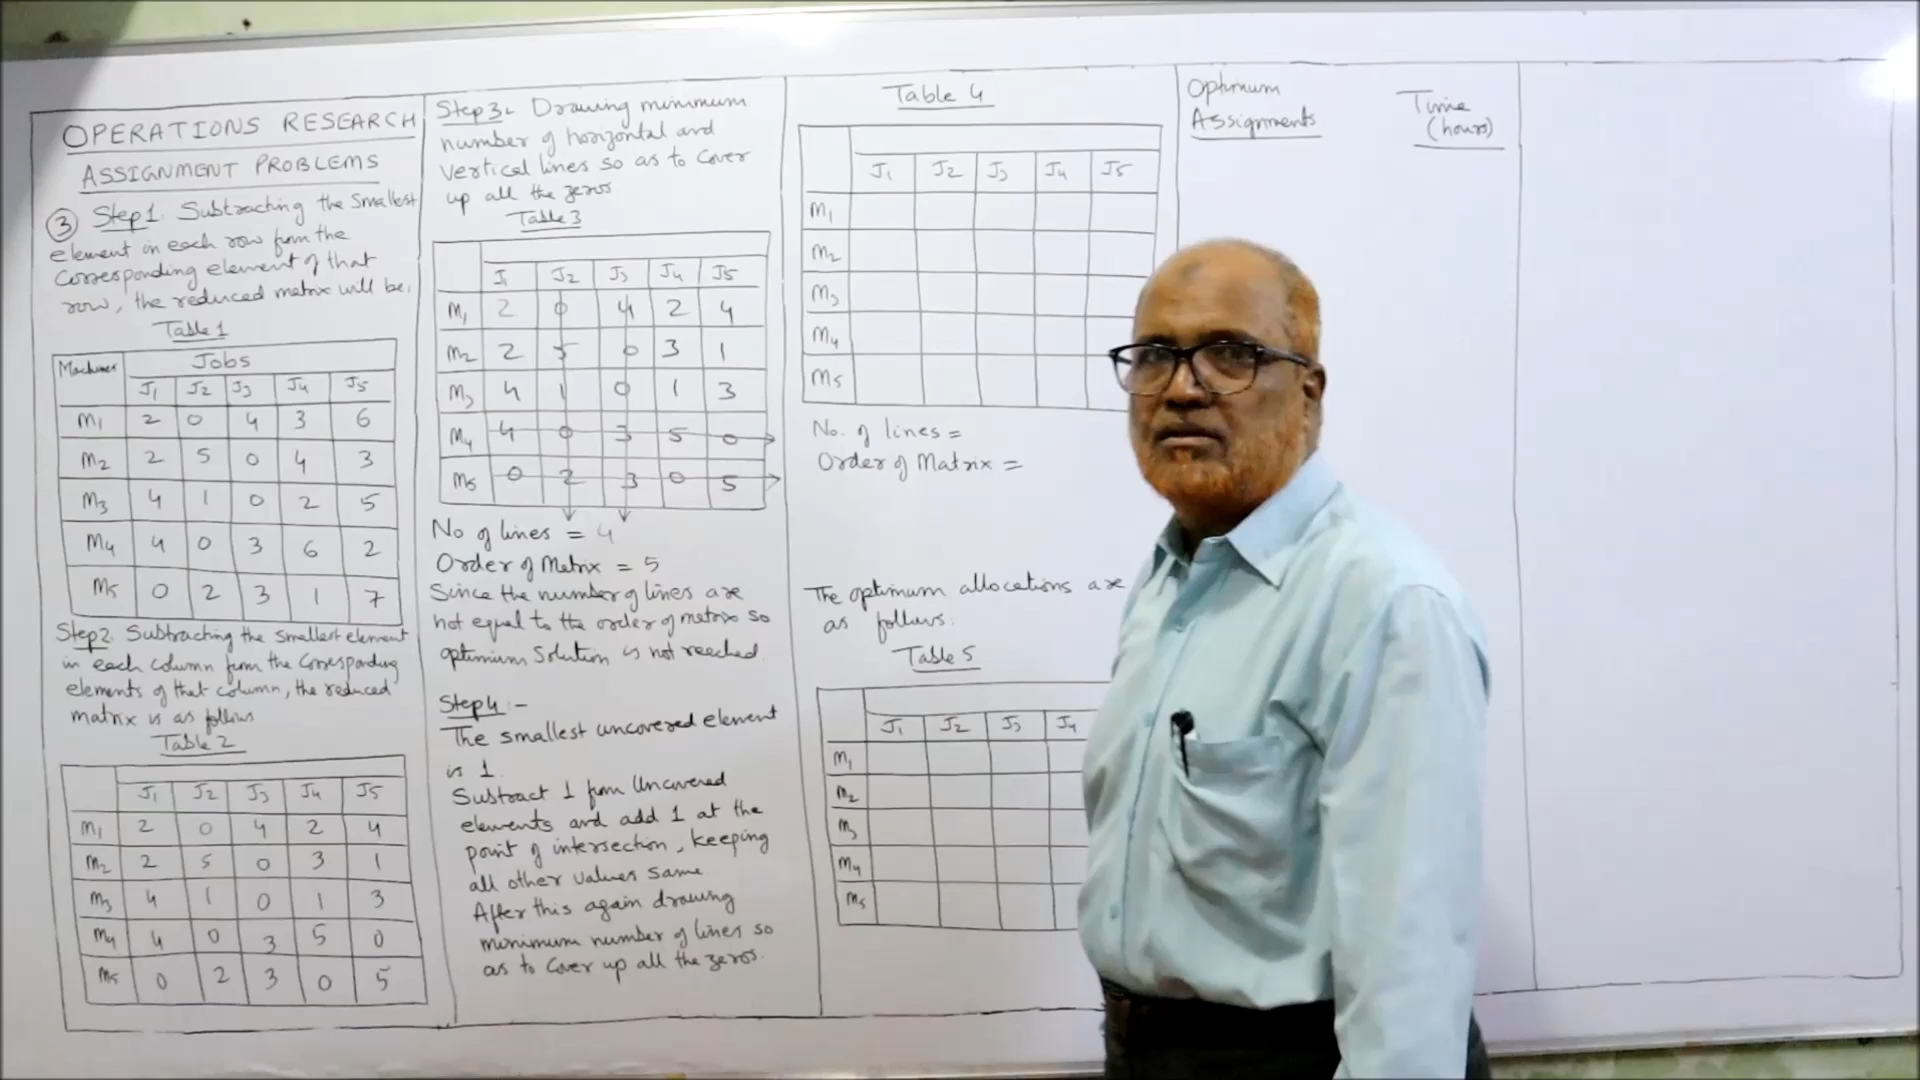 OPERATIONS RESEARCH
ASSIGNMENT PROBLEMS
③ Step 1. Subtracting the smallest
element in each row from the
corresponding element of that
row, the reduced matrix will be.
Table 1
Machines Jobs
J1 J2 J3 J4 J5
M1 2 0 4 3 6
M2 2 5 0 4 3
M3 4 1 0 2 5
M4 4 0 3 6 2
M5 0 2 3 1 7
Step2. Subtracting the smallest element
in each column from the corresponding
elements of that column, the reduced
matrix is as follows
Table 2
J1 J2 J3 J4 J5
M1 2 0 4 2 4
M2 2 5 0 3 1
M3 4 1 0 1 3
M4 4 0 3 5 0
M5 0 2 3 0 5
Step 3:- Drawing minimum
number of horizontal and
vertical lines so as to cover
up all the zeros
Table 3
J1 J2 J3 J4 J5
M1 2 0 4 2 4
M2 2 5 0 3 1
M3 4 1 0 1 3
M4 4 0 3 5 0
M5 0 2 3 0 5
No of lines = 4
Order of Matrix = 5
Since the number of lines are
not equal to the order of matrix so
optimum solution is not reached.
Step 4:-
The smallest uncovered element
is 1.
Subtract 1 from Uncovered
elements and add 1 at the
point of intersection, keeping
all other values same.
After this again drawing
minimum number of lines so
as to cover up all the zeros.
Table 4
J1 J2 J3 J4 J5
M1
M2
M3
M4
M5
No. of lines =
Order of Matrix =
The optimum allocations are
as follows.
Table 5
J1 J2 J3 J4
M1
M2
M3
M4
M5
Optimum
Assignments
Time
(hours)